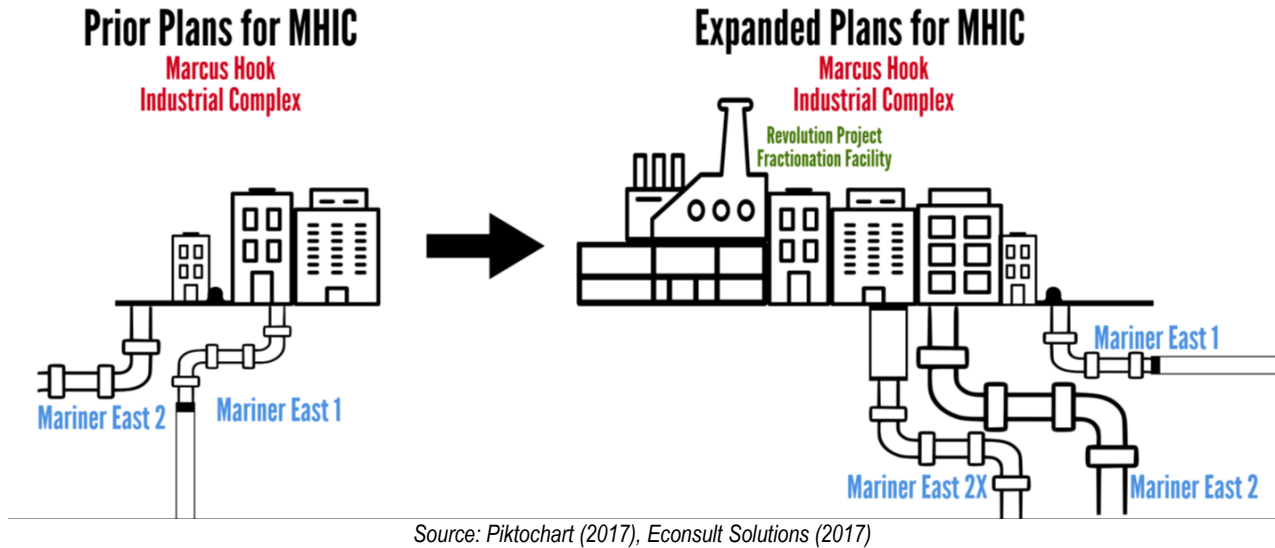 Prior Plans for MHIC
Marcus Hook
Industrial Complex
Mariner East 2
Mariner East 1
Expanded Plans for MHIC
Marcus Hook
Industrial Complex
Revolution Project
Fractionation Facility
Mariner East 1
Mariner East 2X
Mariner East 2
Source: Piktochart (2017), Econsult Solutions (2017)